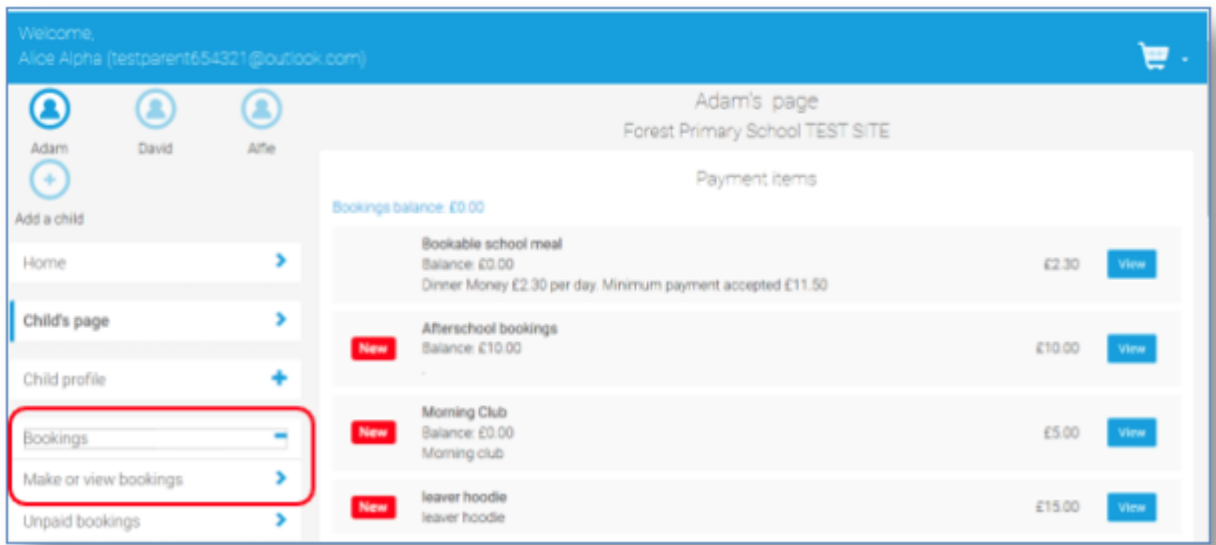 Welcome,
Alice Alpha (testparent654321@outlook.com)
Adam
David
Alfie
Add a child
Home
Child's page
Child profile
Bookings
Make or view bookings
Unpaid bookings
Adam's page
Forest Primary School TEST SITE
Payment items
Bookings balance: £0.00
Bookable school meal
Balance: £0.00
Dinner Money £2.30 per day. Minimum payment accepted £11.50
£2.30
View
New
Afterschool bookings
Balance: £10.00
.
£10.00
View
New
Morning Club
Balance: £0.00
Morning club
£5.00
View
New
leaver hoodie
leaver hoodie
£15.00
View